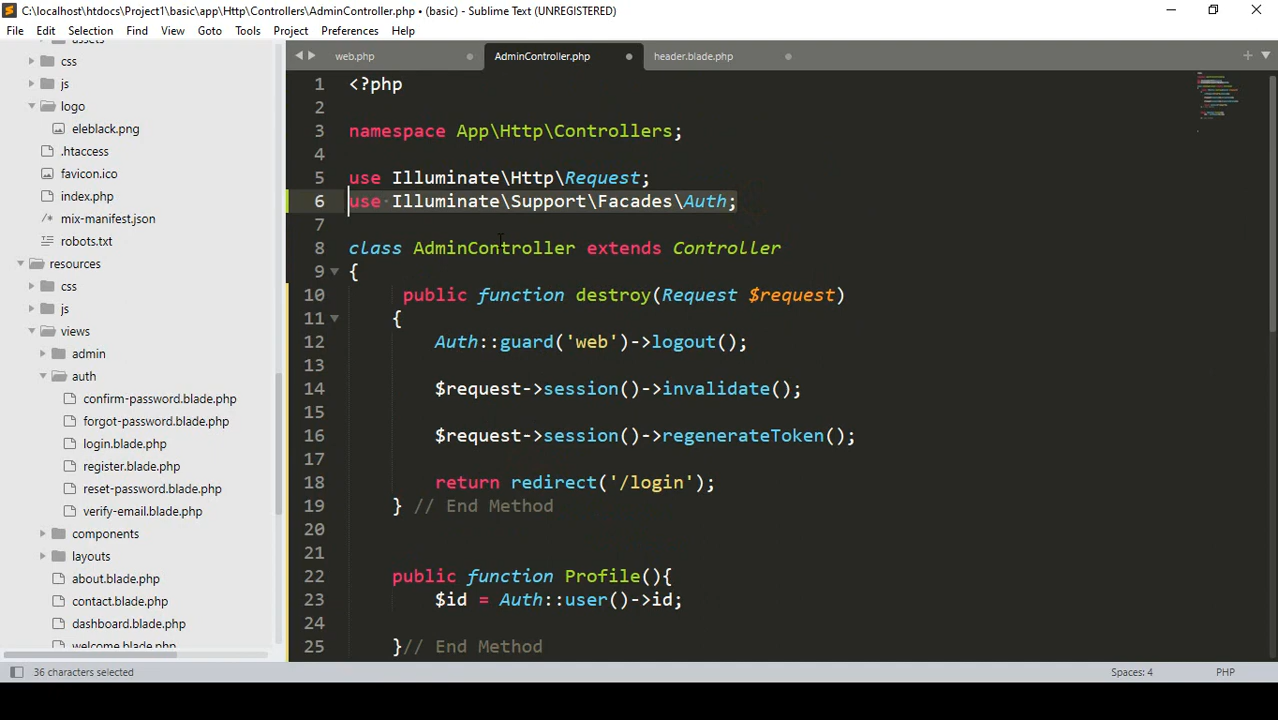 C:\localhost\htdocs\Project1\basic\app\Http\Controllers\AdminController.php • (basic) - Sublime Text (UNREGISTERED)
File Edit Selection Find View Goto Tools Project Preferences Help
assets
css
js
logo
eleblack.png
.htaccess
favicon.ico
index.php
mix-manifest.json
robots.txt
resources
css
js
views
admin
auth
confirm-password.blade.php
forgot-password.blade.php
login.blade.php
register.blade.php
reset-password.blade.php
verify-email.blade.php
components
layouts
about.blade.php
contact.blade.php
dashboard.blade.php
welcome.blade.php
web.php AdminController.php header.blade.php
1 <?php
2
3 namespace App\Http\Controllers;
4
5 use Illuminate\Http\Request;
6 use Illuminate\Support\Facades\Auth;
7
8 class AdminController extends Controller
9 {
10 public function destroy(Request $request)
11 {
12 Auth::guard('web')->logout();
13
14 $request->session()->invalidate();
15
16 $request->session()->regenerateToken();
17
18 return redirect('/login');
19 } // End Method
20
21
22 public function Profile(){
23 $id = Auth::user()->id;
24
25 }// End Method
36 characters selected Spaces: 4 PHP